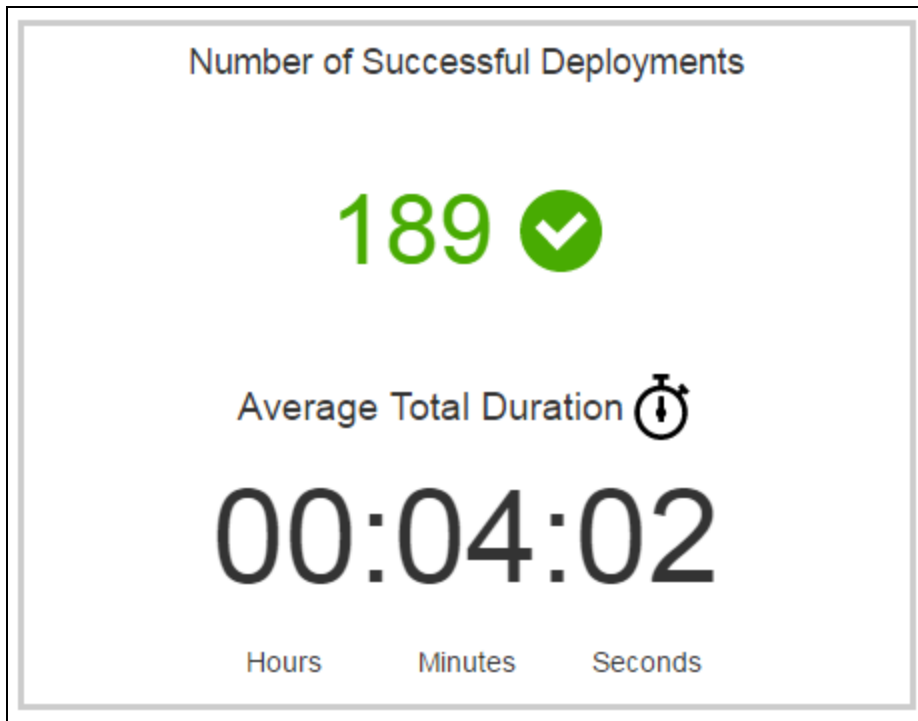 Number of Successful Deployments
189
Average Total Duration
00:04:02
Hours Minutes Seconds